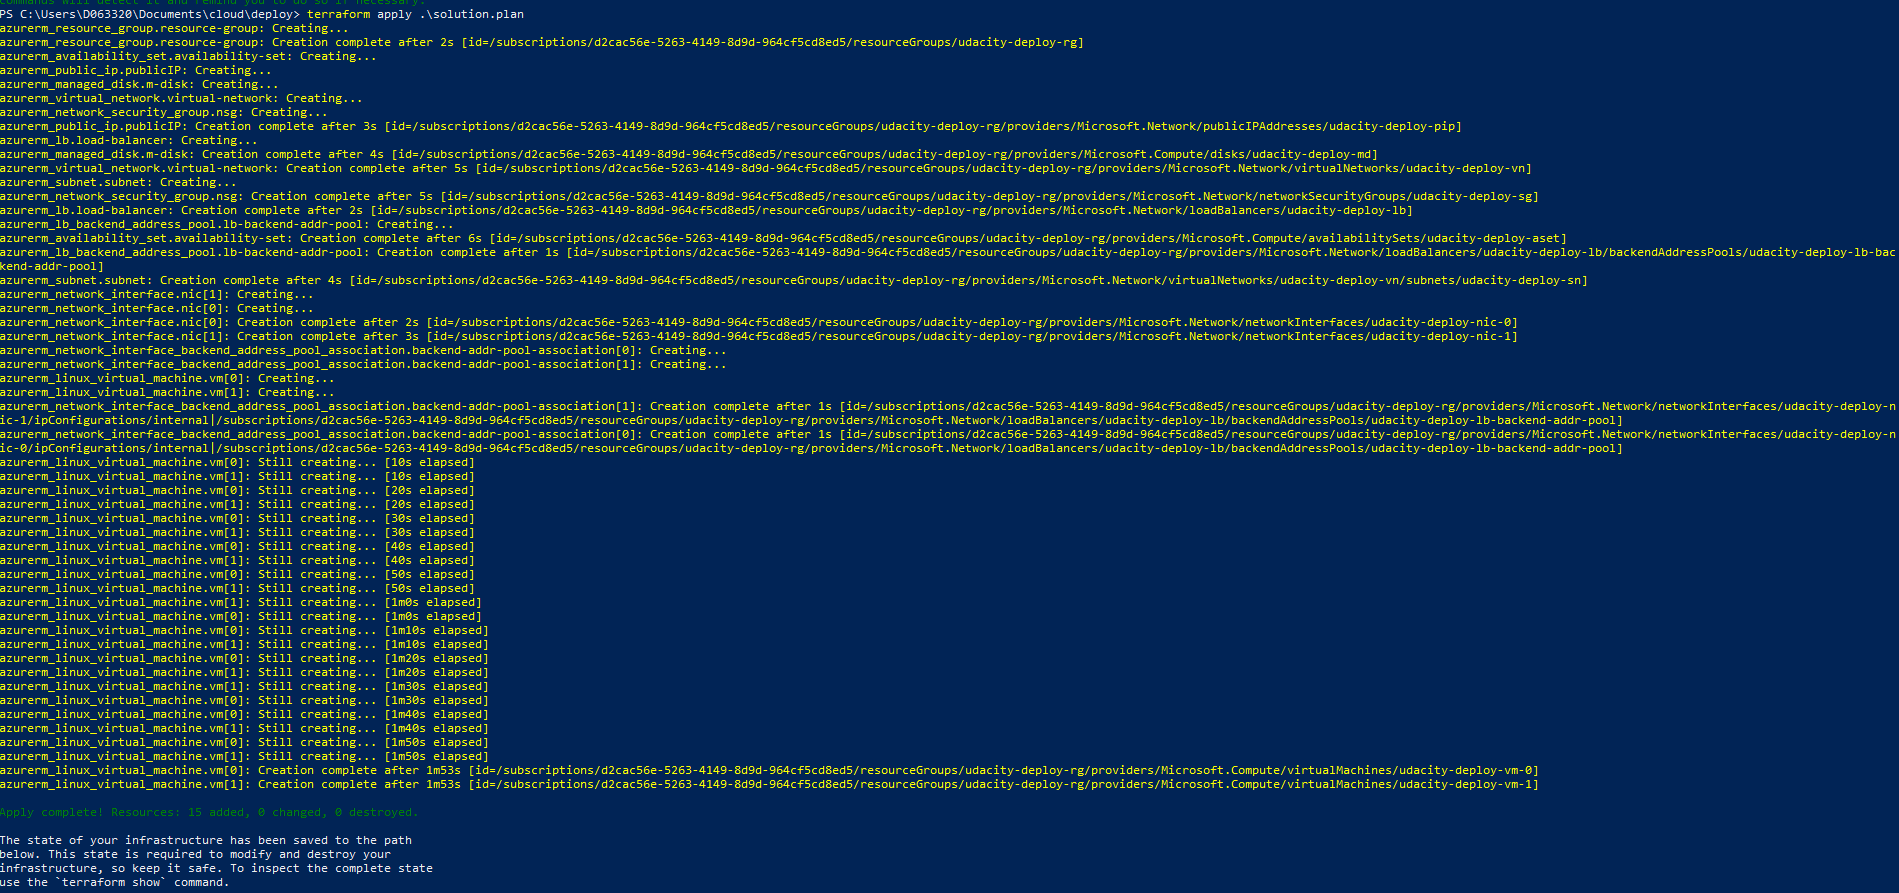 commands will detect it and remind you to do so if necessary.
PS C:\Users\D063320\Documents\cloud\deploy> terraform apply .\solution.plan
azurerm_resource_group.resource-group: Creating...
azurerm_resource_group.resource-group: Creation complete after 2s [id=/subscriptions/d2cac56e-5263-4149-8d9d-964cf5cd8ed5/resourceGroups/udacity-deploy-rg]
azurerm_availability_set.availability-set: Creating...
azurerm_public_ip.publicIP: Creating...
azurerm_managed_disk.m-disk: Creating...
azurerm_virtual_network.virtual-network: Creating...
azurerm_network_security_group.nsg: Creating...
azurerm_public_ip.publicIP: Creation complete after 3s [id=/subscriptions/d2cac56e-5263-4149-8d9d-964cf5cd8ed5/resourceGroups/udacity-deploy-rg/providers/Microsoft.Network/publicIPAddresses/udacity-deploy-pip]
azurerm_lb.load-balancer: Creating...
azurerm_managed_disk.m-disk: Creation complete after 4s [id=/subscriptions/d2cac56e-5263-4149-8d9d-964cf5cd8ed5/resourceGroups/udacity-deploy-rg/providers/Microsoft.Compute/disks/udacity-deploy-md]
azurerm_virtual_network.virtual-network: Creation complete after 5s [id=/subscriptions/d2cac56e-5263-4149-8d9d-964cf5cd8ed5/resourceGroups/udacity-deploy-rg/providers/Microsoft.Network/virtualNetworks/udacity-deploy-vn]
azurerm_subnet.subnet: Creating...
azurerm_network_security_group.nsg: Creation complete after 5s [id=/subscriptions/d2cac56e-5263-4149-8d9d-964cf5cd8ed5/resourceGroups/udacity-deploy-rg/providers/Microsoft.Network/networkSecurityGroups/udacity-deploy-sg]
azurerm_lb.load-balancer: Creation complete after 2s [id=/subscriptions/d2cac56e-5263-4149-8d9d-964cf5cd8ed5/resourceGroups/udacity-deploy-rg/providers/Microsoft.Network/loadBalancers/udacity-deploy-lb]
azurerm_lb_backend_address_pool.lb-backend-addr-pool: Creating...
azurerm_availability_set.availability-set: Creation complete after 6s [id=/subscriptions/d2cac56e-5263-4149-8d9d-964cf5cd8ed5/resourceGroups/udacity-deploy-rg/providers/Microsoft.Compute/availabilitySets/udacity-deploy-aset]
azurerm_lb_backend_address_pool.lb-backend-addr-pool: Creation complete after 1s [id=/subscriptions/d2cac56e-5263-4149-8d9d-964cf5cd8ed5/resourceGroups/udacity-deploy-rg/providers/Microsoft.Network/loadBalancers/udacity-deploy-lb/backendAddressPools/udacity-deploy-lb-bac
kend-addr-pool]
azurerm_subnet.subnet: Creation complete after 4s [id=/subscriptions/d2cac56e-5263-4149-8d9d-964cf5cd8ed5/resourceGroups/udacity-deploy-rg/providers/Microsoft.Network/virtualNetworks/udacity-deploy-vn/subnets/udacity-deploy-sn]
azurerm_network_interface.nic[1]: Creating...
azurerm_network_interface.nic[0]: Creating...
azurerm_network_interface.nic[0]: Creation complete after 2s [id=/subscriptions/d2cac56e-5263-4149-8d9d-964cf5cd8ed5/resourceGroups/udacity-deploy-rg/providers/Microsoft.Network/networkInterfaces/udacity-deploy-nic-0]
azurerm_network_interface.nic[1]: Creation complete after 3s [id=/subscriptions/d2cac56e-5263-4149-8d9d-964cf5cd8ed5/resourceGroups/udacity-deploy-rg/providers/Microsoft.Network/networkInterfaces/udacity-deploy-nic-1]
azurerm_network_interface_backend_address_pool_association.backend-addr-pool-association[0]: Creating...
azurerm_network_interface_backend_address_pool_association.backend-addr-pool-association[1]: Creating...
azurerm_linux_virtual_machine.vm[0]: Creating...
azurerm_linux_virtual_machine.vm[1]: Creating...
azurerm_network_interface_backend_address_pool_association.backend-addr-pool-association[1]: Creation complete after 1s [id=/subscriptions/d2cac56e-5263-4149-8d9d-964cf5cd8ed5/resourceGroups/udacity-deploy-rg/providers/Microsoft.Network/networkInterfaces/udacity-deploy-n
ic-1/ipConfigurations/internal|/subscriptions/d2cac56e-5263-4149-8d9d-964cf5cd8ed5/resourceGroups/udacity-deploy-rg/providers/Microsoft.Network/loadBalancers/udacity-deploy-lb/backendAddressPools/udacity-deploy-lb-backend-addr-pool]
azurerm_network_interface_backend_address_pool_association.backend-addr-pool-association[0]: Creation complete after 1s [id=/subscriptions/d2cac56e-5263-4149-8d9d-964cf5cd8ed5/resourceGroups/udacity-deploy-rg/providers/Microsoft.Network/networkInterfaces/udacity-deploy-n
ic-0/ipConfigurations/internal|/subscriptions/d2cac56e-5263-4149-8d9d-964cf5cd8ed5/resourceGroups/udacity-deploy-rg/providers/Microsoft.Network/loadBalancers/udacity-deploy-lb/backendAddressPools/udacity-deploy-lb-backend-addr-pool]
azurerm_linux_virtual_machine.vm[0]: Still creating... [10s elapsed]
azurerm_linux_virtual_machine.vm[1]: Still creating... [10s elapsed]
azurerm_linux_virtual_machine.vm[0]: Still creating... [20s elapsed]
azurerm_linux_virtual_machine.vm[1]: Still creating... [20s elapsed]
azurerm_linux_virtual_machine.vm[0]: Still creating... [30s elapsed]
azurerm_linux_virtual_machine.vm[1]: Still creating... [30s elapsed]
azurerm_linux_virtual_machine.vm[0]: Still creating... [40s elapsed]
azurerm_linux_virtual_machine.vm[1]: Still creating... [40s elapsed]
azurerm_linux_virtual_machine.vm[0]: Still creating... [50s elapsed]
azurerm_linux_virtual_machine.vm[1]: Still creating... [50s elapsed]
azurerm_linux_virtual_machine.vm[1]: Still creating... [1m0s elapsed]
azurerm_linux_virtual_machine.vm[0]: Still creating... [1m0s elapsed]
azurerm_linux_virtual_machine.vm[0]: Still creating... [1m10s elapsed]
azurerm_linux_virtual_machine.vm[1]: Still creating... [1m10s elapsed]
azurerm_linux_virtual_machine.vm[0]: Still creating... [1m20s elapsed]
azurerm_linux_virtual_machine.vm[1]: Still creating... [1m20s elapsed]
azurerm_linux_virtual_machine.vm[1]: Still creating... [1m30s elapsed]
azurerm_linux_virtual_machine.vm[0]: Still creating... [1m30s elapsed]
azurerm_linux_virtual_machine.vm[0]: Still creating... [1m40s elapsed]
azurerm_linux_virtual_machine.vm[1]: Still creating... [1m40s elapsed]
azurerm_linux_virtual_machine.vm[0]: Still creating... [1m50s elapsed]
azurerm_linux_virtual_machine.vm[1]: Still creating... [1m50s elapsed]
azurerm_linux_virtual_machine.vm[0]: Creation complete after 1m53s [id=/subscriptions/d2cac56e-5263-4149-8d9d-964cf5cd8ed5/resourceGroups/udacity-deploy-rg/providers/Microsoft.Compute/virtualMachines/udacity-deploy-vm-0]
azurerm_linux_virtual_machine.vm[1]: Creation complete after 1m53s [id=/subscriptions/d2cac56e-5263-4149-8d9d-964cf5cd8ed5/resourceGroups/udacity-deploy-rg/providers/Microsoft.Compute/virtualMachines/udacity-deploy-vm-1]
Apply complete! Resources: 15 added, 0 changed, 0 destroyed.
The state of your infrastructure has been saved to the path
below. This state is required to modify and destroy your
infrastructure, so keep it safe. To inspect the complete state
use the `terraform show` command.